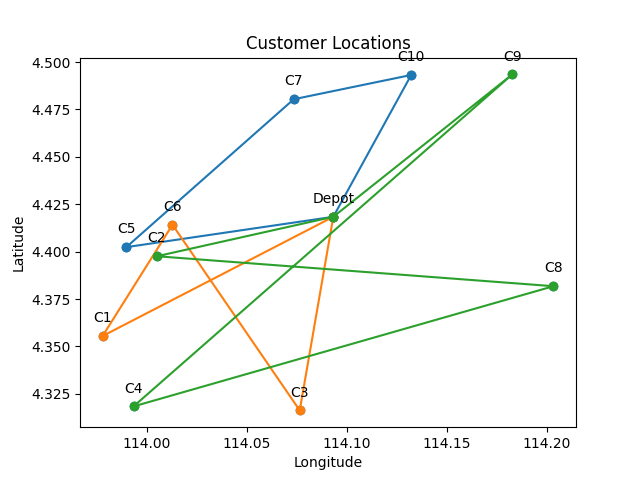 Customer Locations
4.500
4.475
4.450
4.425
4.400
4.375
4.350
4.325
C10
C9
C7
C6
Depot
C5
C2
C8
C1
C4
C3
114.00
114.05
114.10
114.15
114.20
Latitude
Longitude